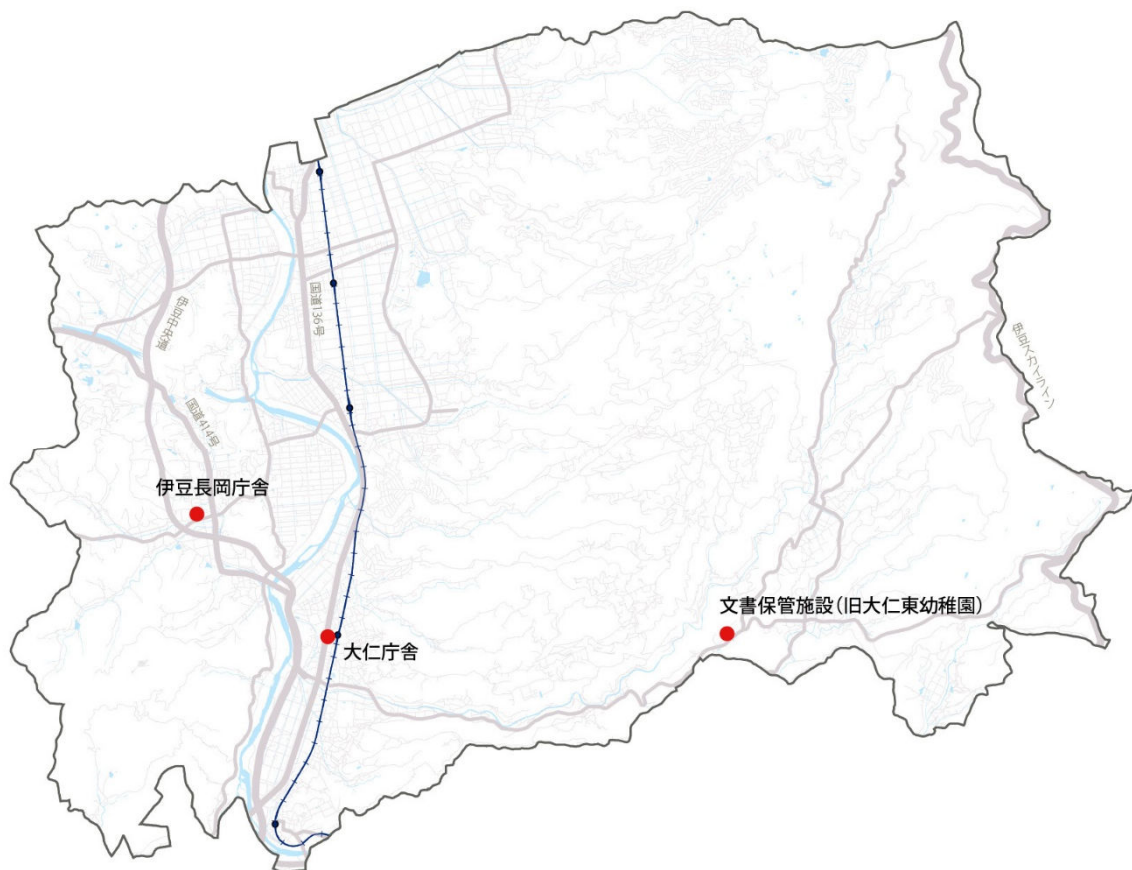 国道136号
伊豆中央道
伊豆スカイライン
国道414号
伊豆長岡庁舎
文書保管施設（旧大仁東幼稚園）
大仁庁舎